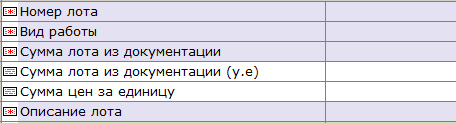 Номер лота
Вид работы
Сумма лота из документации
Сумма лота из документации (у.е)
Сумма цен за единицу
Описание лота